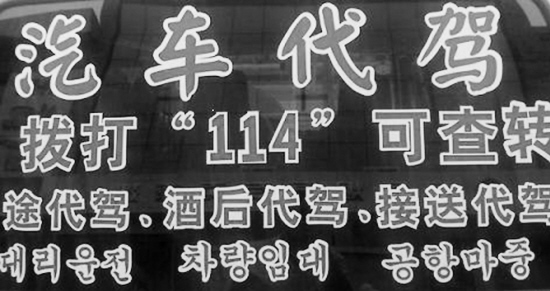 汽车代驾
拨打“114”可查转
途代驾、酒后代驾、接送代驾
대리운전 차량임대 공항마중